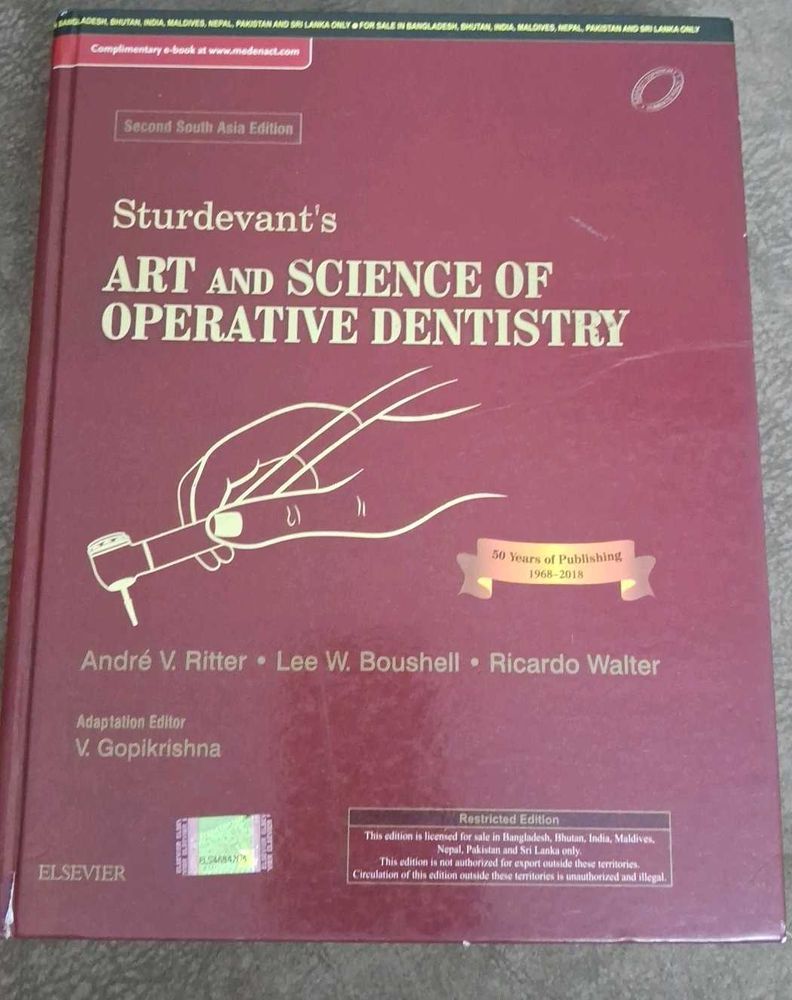 BANGLADESH, BHUTAN, INDIA, MALDIVES, NEPAL, PAKISTAN AND SRI LANKA ONLY ● FOR SALE IN BANGLADESH, BHUTAN, INDIA, MALDIVES, NEPAL, PAKISTAN AND SRI LANKA ONLY
Complimentary e-book at www.medenact.com
Second South Asia Edition
Sturdevant's
ART AND SCIENCE OF
OPERATIVE DENTISTRY
50 Years of Publishing
1968–2018
André V. Ritter • Lee W. Boushell • Ricardo Walter
Adaptation Editor
V. Gopikrishna
Restricted Edition
This edition is licensed for sale in Bangladesh, Bhutan, India, Maldives,
Nepal, Pakistan and Sri Lanka only.
This edition is not authorized for export outside these territories.
Circulation of this edition outside these territories is unauthorized and illegal.
ELSEVIER